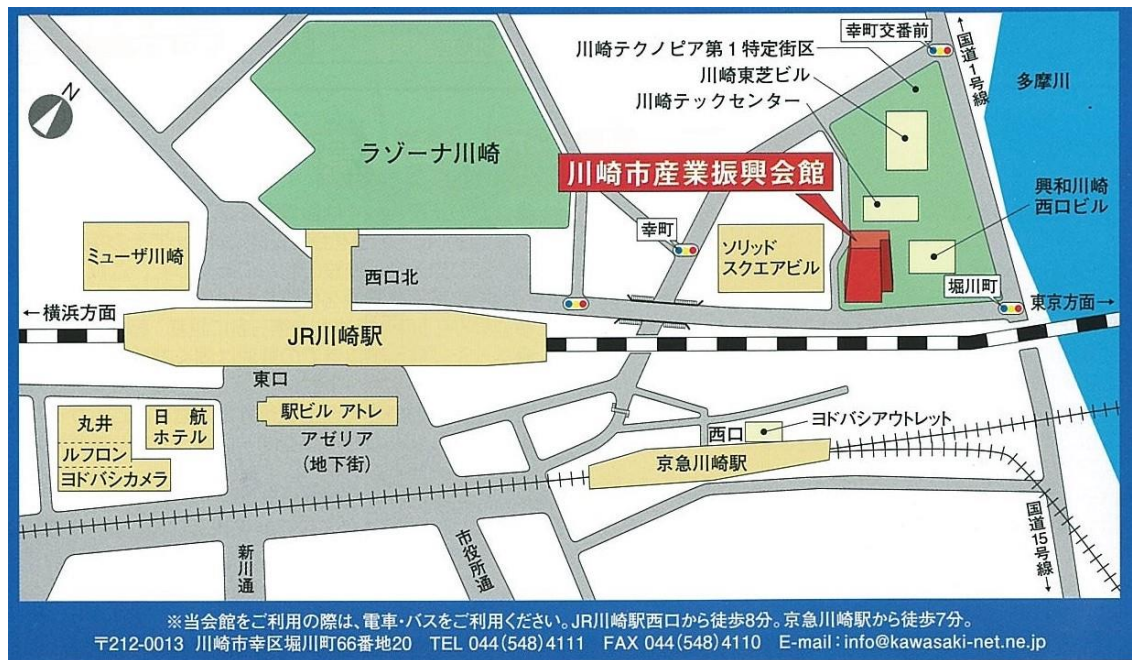 N
川崎テクノピア第1特定街区
川崎東芝ビル
川崎テックセンター
幸町交番前
←国道1号線
多摩川
ラゾーナ川崎
川崎市産業振興会館
興和川崎
西口ビル
幸町
ソリッド
スクエアビル
ミューザ川崎
西口北
堀川町
←横浜方面
東京方面→
JR川崎駅
東口
丸井
ルフロン
ヨドバシカメラ
日航
ホテル
駅ビル アトレ
アゼリア
(地下街)
西口
ヨドバシアウトレット
京急川崎駅
新川通
市役所通
国道15号線→
※当会館をご利用の際は、電車・バスをご利用ください。JR川崎駅西口から徒歩8分。京急川崎駅から徒歩7分。
〒212-0013 川崎市幸区堀川町66番地20 TEL 044(548)4111 FAX 044(548)4110 E-mail:info@kawasaki-net.ne.jp